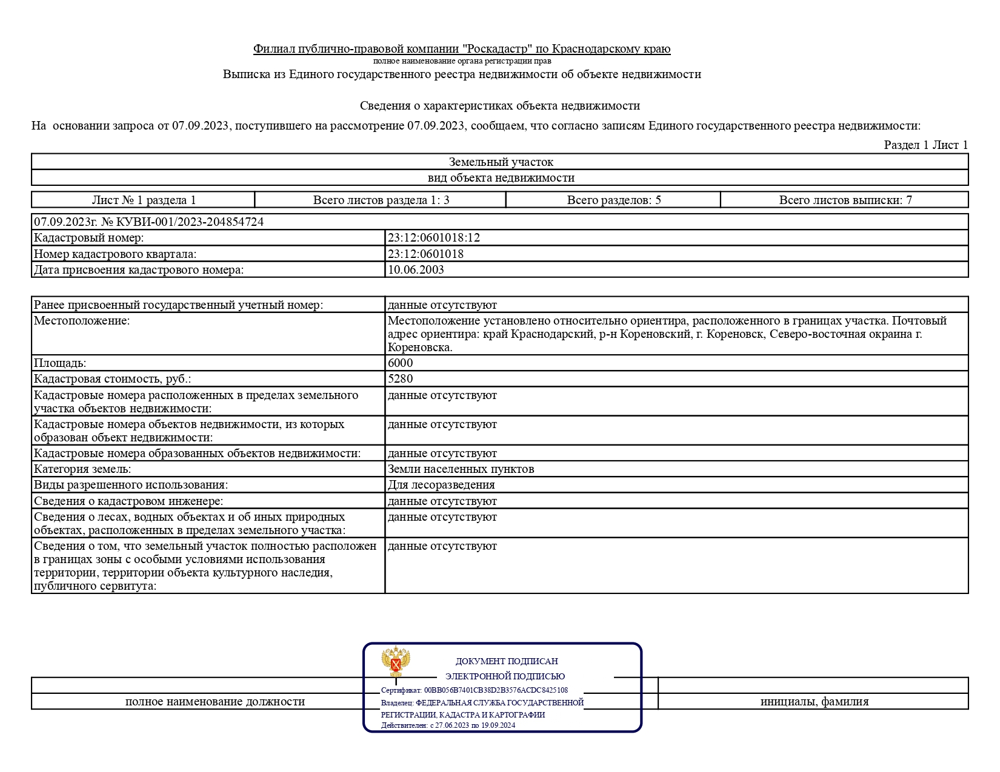 Филиал публично-правовой компании "Роскадастр" по Краснодарскому краю
полное наименование органа регистрации прав
Выписка из Единого государственного реестра недвижимости об объекте недвижимости
Сведения о характеристиках объекта недвижимости
На  основании запроса от 07.09.2023, поступившего на рассмотрение 07.09.2023, сообщаем, что согласно записям Единого государственного реестра недвижимости:
Раздел 1 Лист 1
Земельный участок
вид объекта недвижимости
Лист № 1 раздела 1 Всего листов раздела 1: 3 Всего разделов: 5 Всего листов выписки: 7
07.09.2023г. № КУВИ-001/2023-204854724
Кадастровый номер: 23:12:0601018:12
Номер кадастрового квартала: 23:12:0601018
Дата присвоения кадастрового номера: 10.06.2003
Ранее присвоенный государственный учетный номер: данные отсутствуют
Местоположение: Местоположение установлено относительно ориентира, расположенного в границах участка. Почтовый
адрес ориентира: край Краснодарский, р-н Кореновский, г. Кореновск, Северо-восточная окраина г.
Кореновска.
Площадь: 6000
Кадастровая стоимость, руб.: 5280
Кадастровые номера расположенных в пределах земельного
участка объектов недвижимости:
данные отсутствуют
Кадастровые номера объектов недвижимости, из которых
образован объект недвижимости:
данные отсутствуют
Кадастровые номера образованных объектов недвижимости: данные отсутствуют
Категория земель: Земли населенных пунктов
Виды разрешенного использования: Для лесоразведения
Сведения о кадастровом инженере: данные отсутствуют
Сведения о лесах, водных объектах и об иных природных
объектах, расположенных в пределах земельного участка:
данные отсутствуют
Сведения о том, что земельный участок полностью расположен
в границах зоны с особыми условиями использования
территории, территории объекта культурного наследия,
публичного сервитута:
данные отсутствуют
ДОКУМЕНТ ПОДПИСАН
ЭЛЕКТРОННОЙ ПОДПИСЬЮ
Сертификат: 00BB056B7401CB38D2B3576ACDC8425108
Владелец: ФЕДЕРАЛЬНАЯ СЛУЖБА ГОСУДАРСТВЕННОЙ
РЕГИСТРАЦИИ, КАДАСТРА И КАРТОГРАФИИ
Действителен: с 27.06.2023 по 19.09.2024
полное наименование должности
инициалы, фамилия